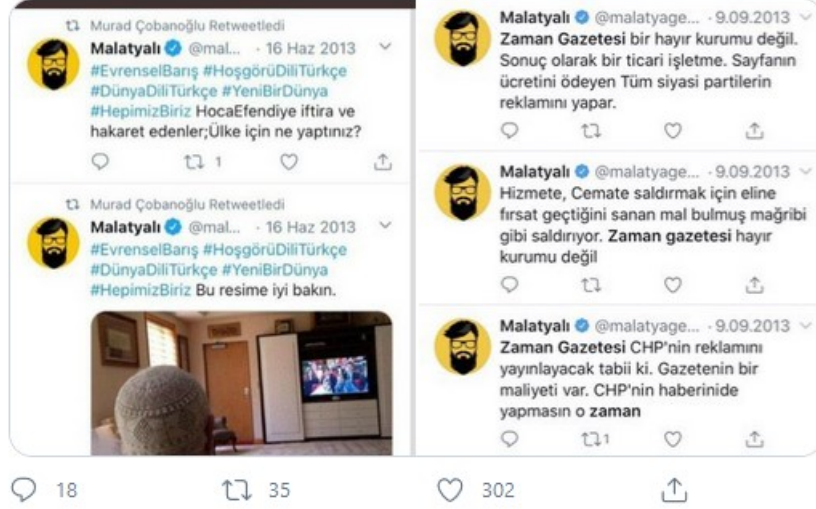 Murad Çobanoğlu Retweetledi
Malatyalı @mal... · 16 Haz 2013
#EvrenselBarış #HoşgörüDiliTürkçe
#DünyaDiliTürkçe #YeniBirDünya
#HepimizBiriz HocaEfendiye iftira ve
hakaret edenler;Ülke için ne yaptınız?
1
Murad Çobanoğlu Retweetledi
Malatyalı @mal... · 16 Haz 2013
#EvrenselBarış #HoşgörüDiliTürkçe
#DünyaDiliTürkçe #YeniBirDünya
#HepimizBiriz Bu resime iyi bakın.
Malatyalı @malatyage... · 9.09.2013
Zaman Gazetesi bir hayır kurumu değil.
Sonuç olarak bir ticari işletme. Sayfanın
ücretini ödeyen Tüm siyasi partilerin
reklamını yapar.
Malatyalı @malatyage... · 9.09.2013
Hizmete, Cemate saldırmak için eline
fırsat geçtiğini sanan mal bulmuş mağribi
gibi saldırıyor. Zaman gazetesi hayır
kurumu değil
Malatyalı @malatyage... · 9.09.2013
Zaman Gazetesi CHP'nin reklamını
yayınlayacak tabii ki. Gazetenin bir
maliyeti var. CHP'nin haberinide
yapmasın o zaman
1
18 35 302